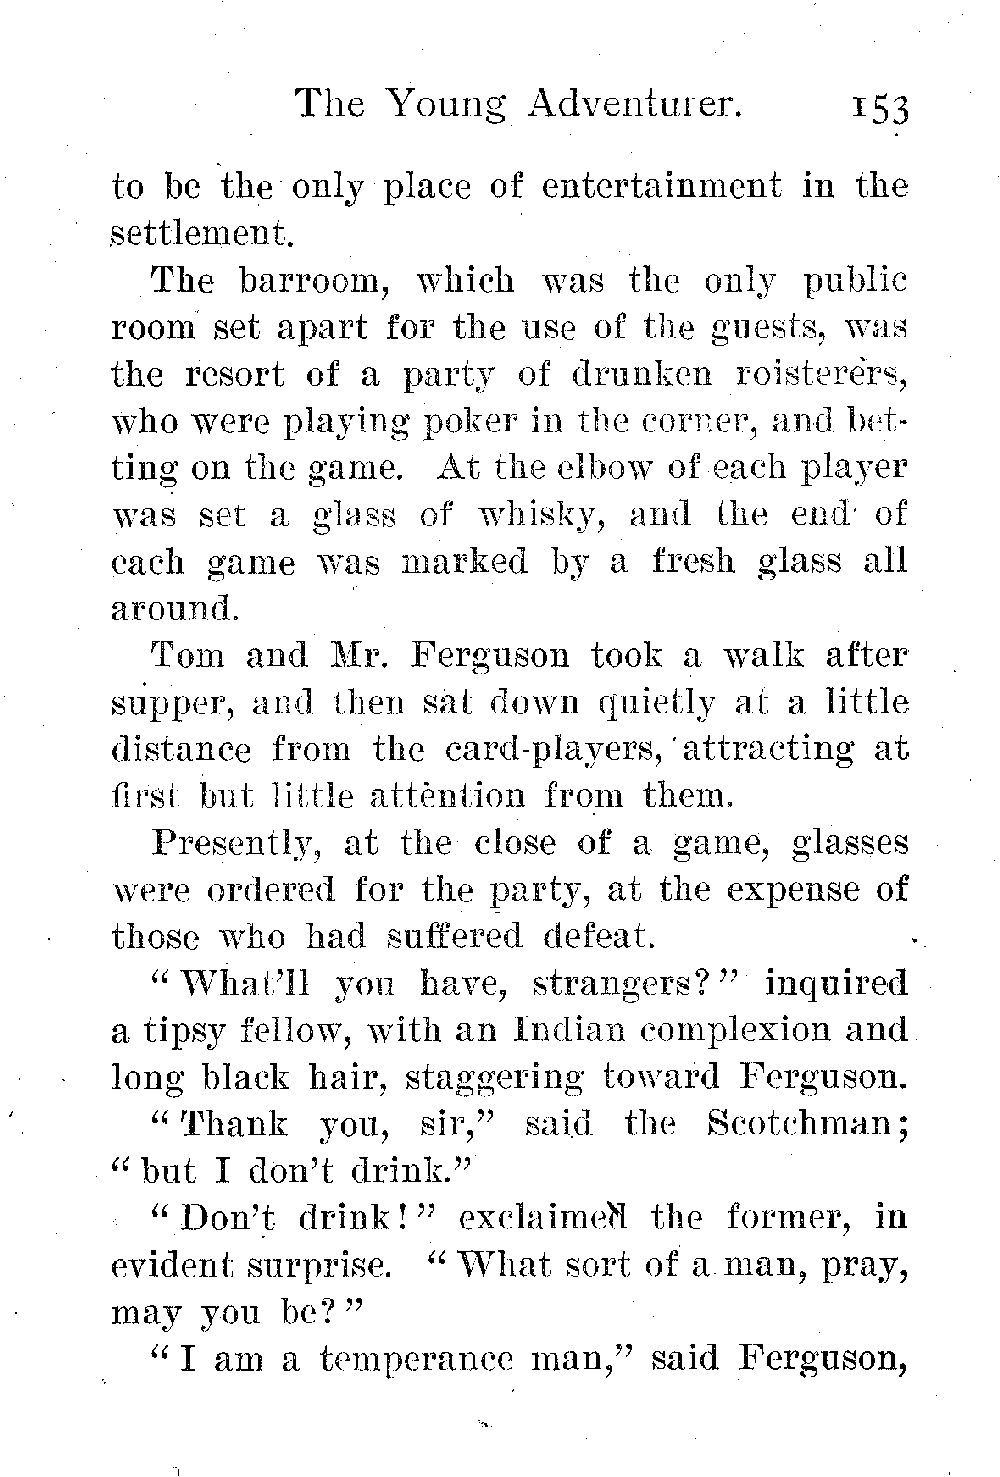 The Young Adventurer. 153
to be the only place of entertainment in the
settlement.
The barroom, which was the only public
room set apart for the use of the guests, was
the resort of a party of drunken roisterers,
who were playing poker in the corner, and bet-
ting on the game. At the elbow of each player
was set a glass of whisky, and the end of
each game was marked by a fresh glass all
around.
Tom and Mr. Ferguson took a walk after
supper, and then sat down quietly at a little
distance from the card-players, attracting at
first but little attention from them.
Presently, at the close of a game, glasses
were ordered for the party, at the expense of
those who had suffered defeat.
“What’ll you have, strangers?” inquired
a tipsy fellow, with an Indian complexion and
long black hair, staggering toward Ferguson.
“Thank you, sir,” said the Scotchman;
“but I don’t drink.”
“Don’t drink!” exclaimed the former, in
evident surprise. “What sort of a man, pray,
may you be?”
“I am a temperance man,” said Ferguson,